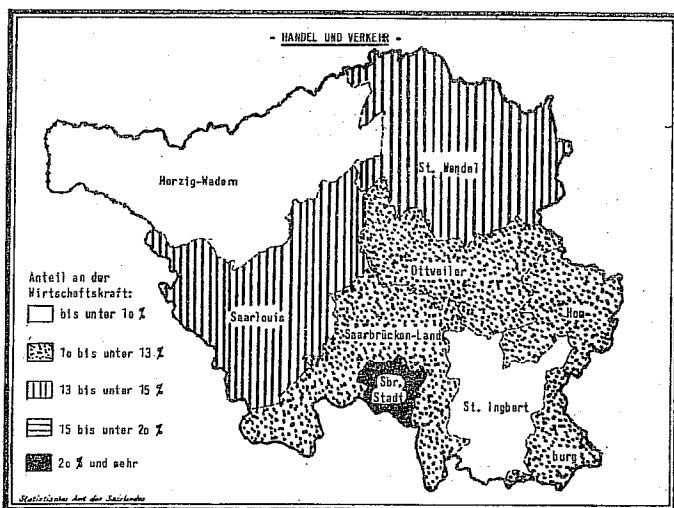 - HANDEL UND VERKEHR -
St. Wendel
Merzig-Wadern
Ottweiler
Hom-
Saarlouis
Saarbrücken-Land
Sbr.
Stadt
St. Ingbert
burg
Anteil an der
Wirtschaftskraft:
bis unter 1o %
1o bis unter 13 %
13 bis unter 15 %
15 bis unter 2o %
2o % und mehr
Statistisches Amt des Saarlandes